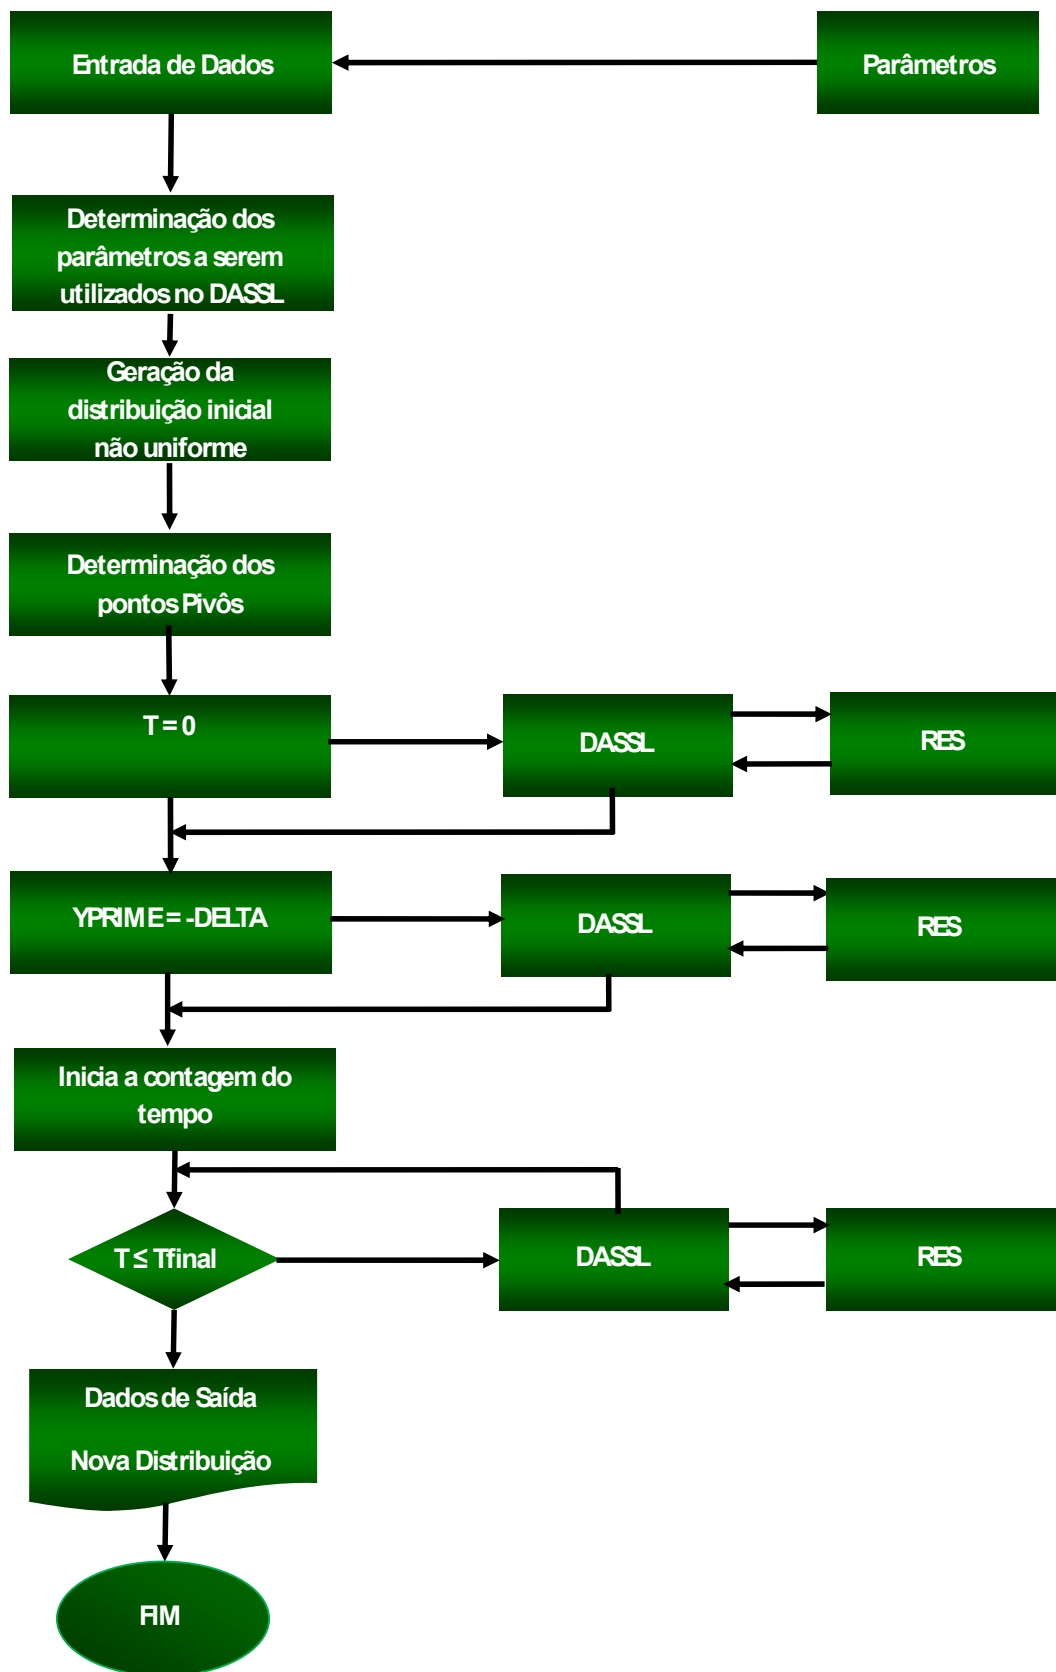 Entrada de Dados
Parâmetros
Determinação dos
parâmetros a serem
utilizados no DASSL
Geração da
distribuição inicial
não uniforme
Determinação dos
pontos Pivôs
T = 0
DASSL
RES
YPRIME = -DELTA
DASSL
RES
Inicia a contagem do
tempo
T ≤ Tfinal
DASSL
RES
Dados de Saída
Nova Distribuição
FIM